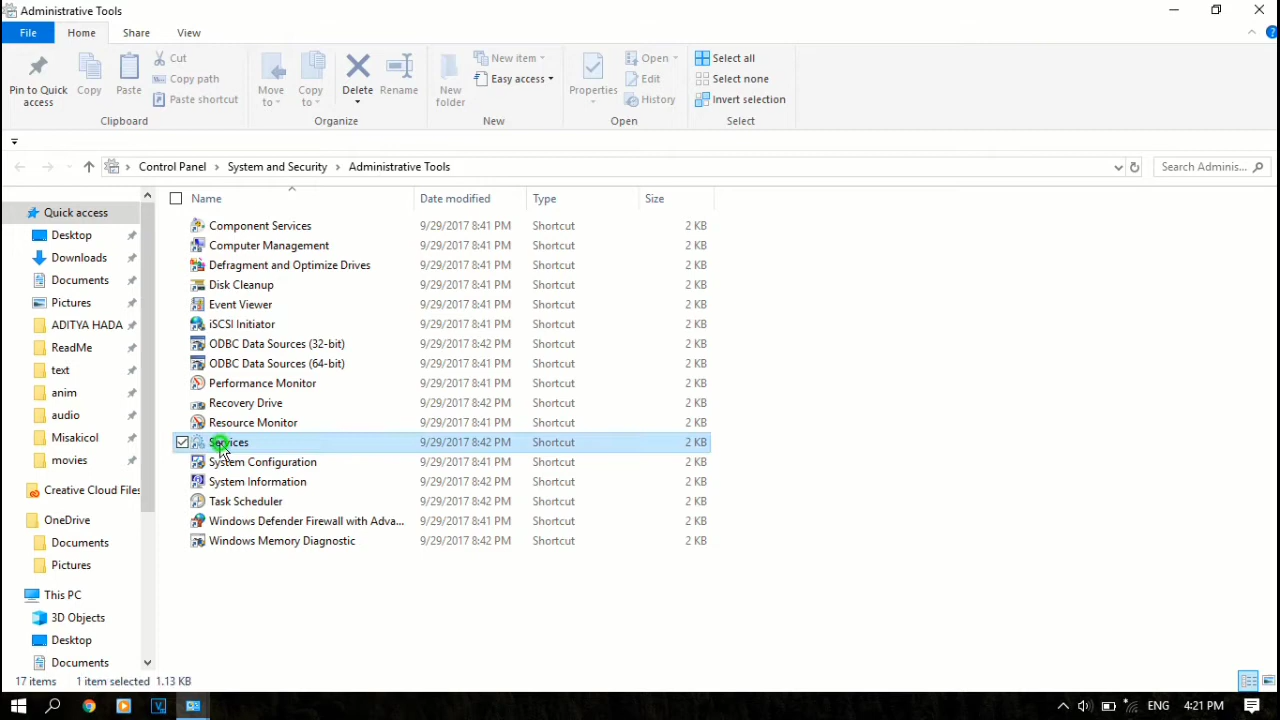 Administrative Tools
File Home Share View
Pin to Quick access
Copy
Paste
Cut
Copy path
Paste shortcut
Clipboard
Move to
Copy to
Delete
Rename
Organize
New folder
New item
Easy access
New
Properties
Open
Edit
History
Open
Select all
Select none
Invert selection
Select
Control Panel > System and Security > Administrative Tools
Search Adminis...
Quick access
Desktop
Downloads
Documents
Pictures
ADITYA HADA
ReadMe
text
anim
audio
Misakicol
movies
Creative Cloud Files
OneDrive
Documents
Pictures
This PC
3D Objects
Desktop
Documents
Name Date modified Type Size
Component Services 9/29/2017 8:41 PM Shortcut 2 KB
Computer Management 9/29/2017 8:41 PM Shortcut 2 KB
Defragment and Optimize Drives 9/29/2017 8:41 PM Shortcut 2 KB
Disk Cleanup 9/29/2017 8:41 PM Shortcut 2 KB
Event Viewer 9/29/2017 8:41 PM Shortcut 2 KB
iSCSI Initiator 9/29/2017 8:41 PM Shortcut 2 KB
ODBC Data Sources (32-bit) 9/29/2017 8:42 PM Shortcut 2 KB
ODBC Data Sources (64-bit) 9/29/2017 8:41 PM Shortcut 2 KB
Performance Monitor 9/29/2017 8:41 PM Shortcut 2 KB
Recovery Drive 9/29/2017 8:42 PM Shortcut 2 KB
Resource Monitor 9/29/2017 8:41 PM Shortcut 2 KB
Services 9/29/2017 8:42 PM Shortcut 2 KB
System Configuration 9/29/2017 8:41 PM Shortcut 2 KB
System Information 9/29/2017 8:41 PM Shortcut 2 KB
Task Scheduler 9/29/2017 8:41 PM Shortcut 2 KB
Windows Defender Firewall with Adva... 9/29/2017 8:41 PM Shortcut 2 KB
Windows Memory Diagnostic 9/29/2017 8:42 PM Shortcut 2 KB
17 items 1 item selected 1.13 KB
ENG 4:21 PM